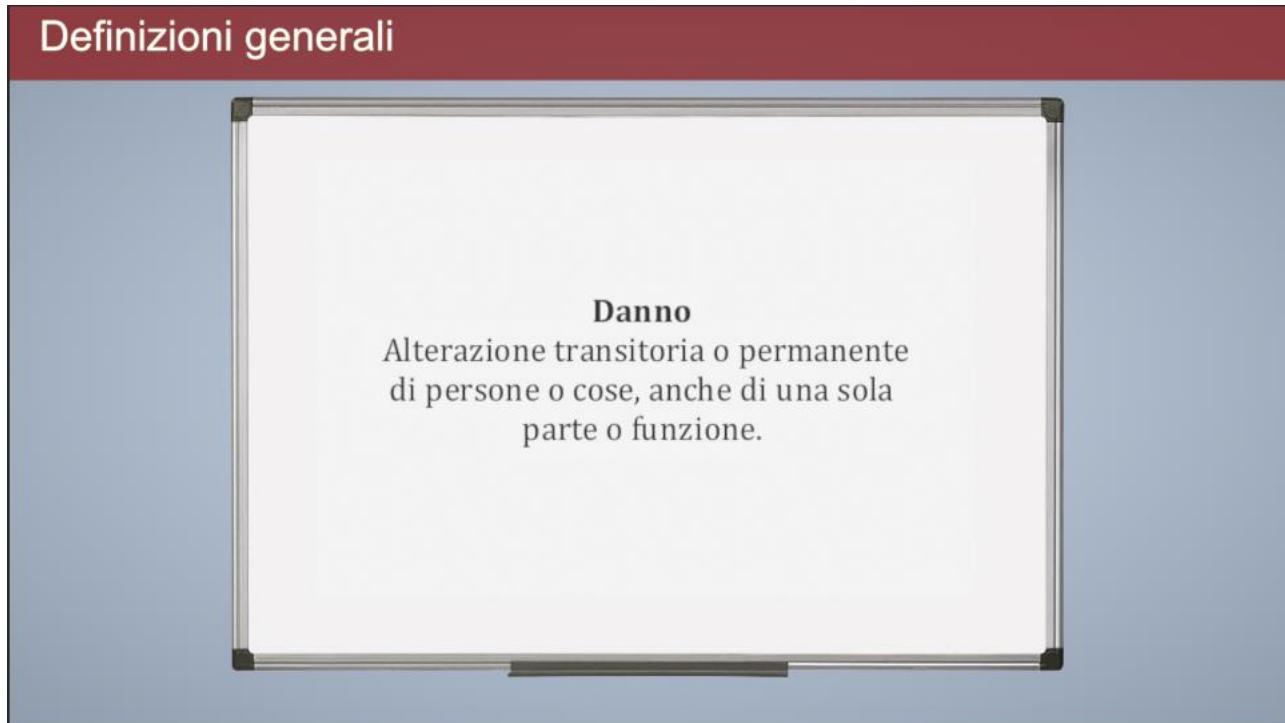 Definizioni generali
Danno
Alterazione transitoria o permanente
di persone o cose, anche di una sola
parte o funzione.